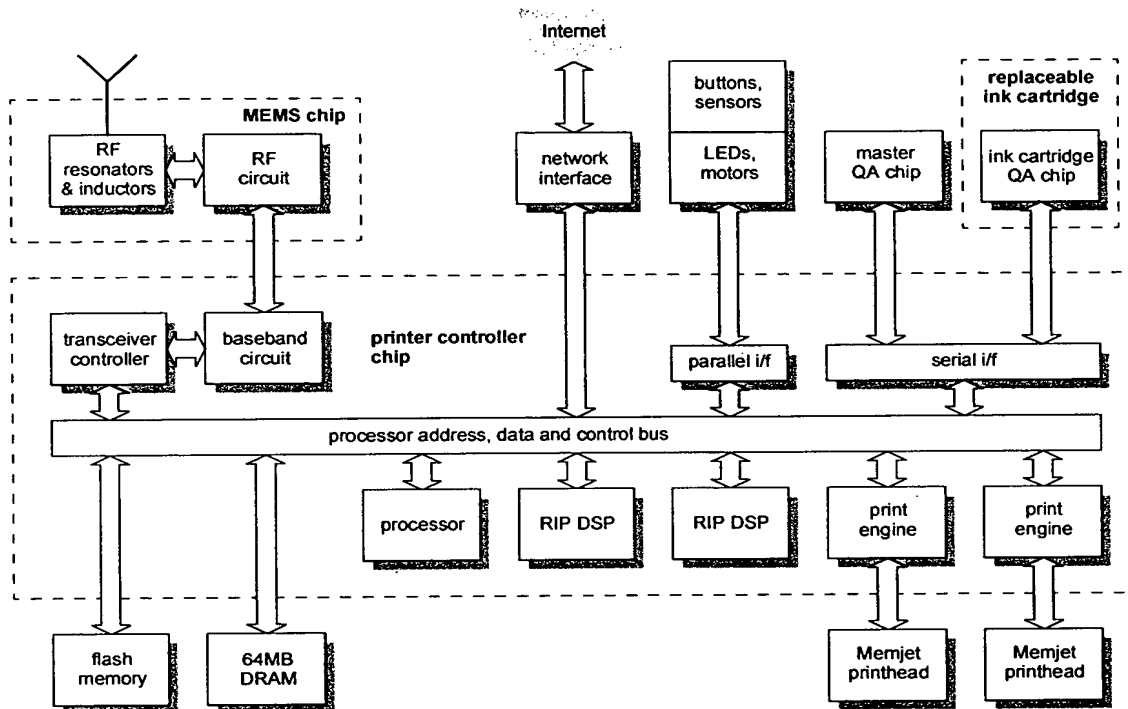 Internet
replaceable
ink cartridge
MEMS chip
buttons,
sensors
RF
resonators
& inductors
RF
circuit
network
interface
LEDs,
motors
master
QA chip
ink cartridge
QA chip
transceiver
controller
baseband
circuit
printer controller
chip
parallel i/f
serial i/f
processor address, data and control bus
processor
RIP DSP
RIP DSP
print
engine
print
engine
flash
memory
64MB
DRAM
Memjet
printhead
Memjet
printhead